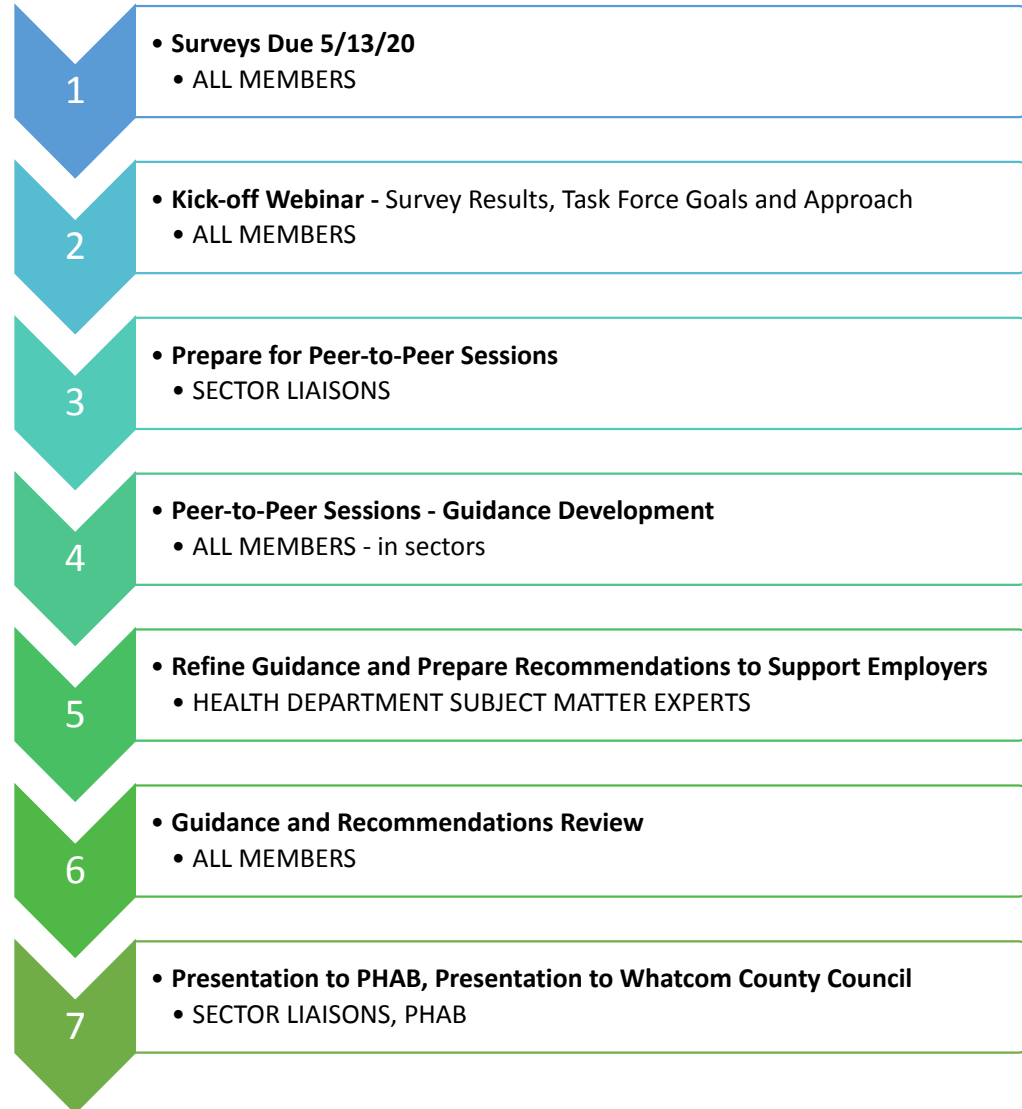 1
• Surveys Due 5/13/20
• ALL MEMBERS
2
• Kick-off Webinar - Survey Results, Task Force Goals and Approach
• ALL MEMBERS
3
• Prepare for Peer-to-Peer Sessions
• SECTOR LIAISONS
4
• Peer-to-Peer Sessions - Guidance Development
• ALL MEMBERS - in sectors
5
• Refine Guidance and Prepare Recommendations to Support Employers
• HEALTH DEPARTMENT SUBJECT MATTER EXPERTS
6
• Guidance and Recommendations Review
• ALL MEMBERS
7
• Presentation to PHAB, Presentation to Whatcom County Council
• SECTOR LIAISONS, PHAB